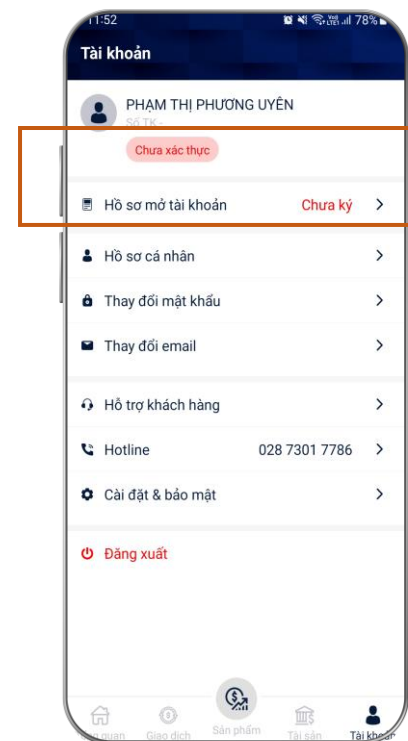 11:52 78%
Tài khoản
PHẠM THỊ PHƯƠNG UYÊN
Số TK -
Chưa xác thực
Hồ sơ mở tài khoản Chưa ký
Hồ sơ cá nhân
Thay đổi mật khẩu
Thay đổi email
Hỗ trợ khách hàng
Hotline 028 7301 7786
Cài đặt & bảo mật
Đăng xuất
quan Giao dịch Sản phẩm Tài sản Tài khoản